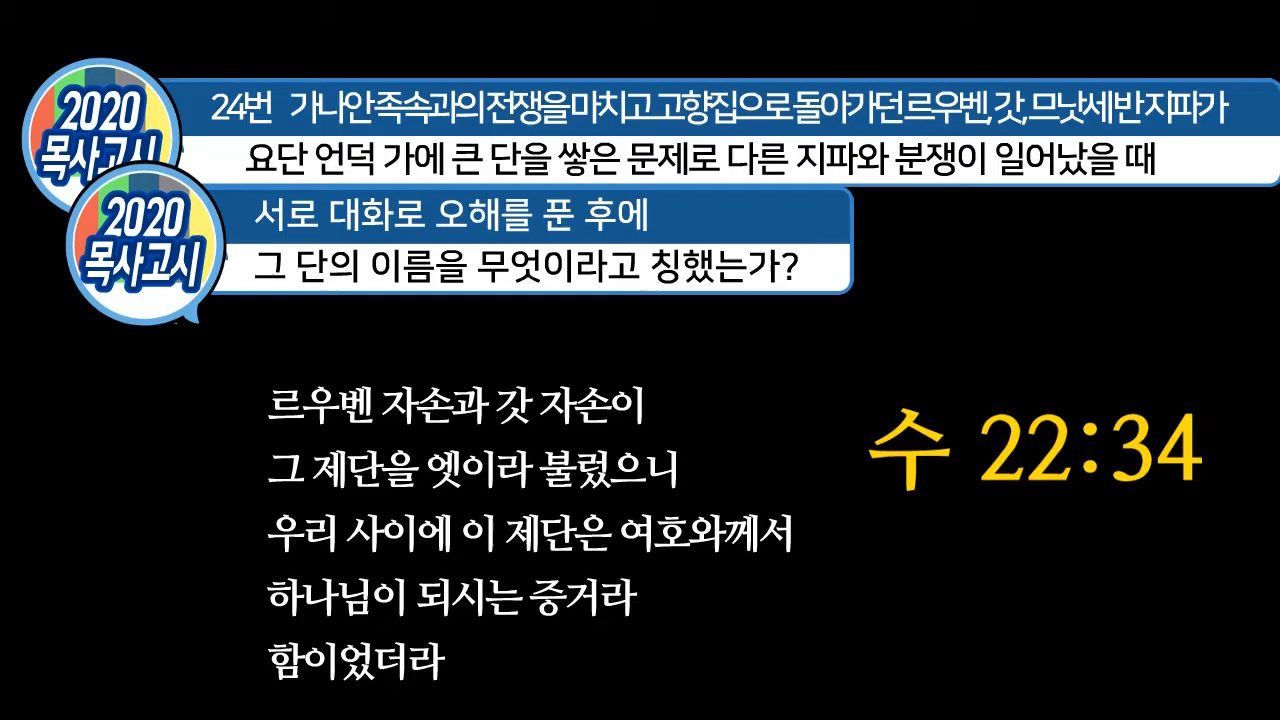 2020
목사고시
24번 가나안 족속과의 전쟁을 마치고 고향집으로 돌아가던 르우벤, 갓, 므낫세 반 지파가
요단 언덕 가에 큰 단을 쌓은 문제로 다른 지파와 분쟁이 일어났을 때
2020
목사고시
서로 대화로 오해를 푼 후에
그 단의 이름을 무엇이라고 칭했는가?
르우벤 자손과 갓 자손이
그 제단을 엣이라 불렀으니
우리 사이에 이 제단은 여호와께서
하나님이 되시는 증거라
함이었더라
수 22:34